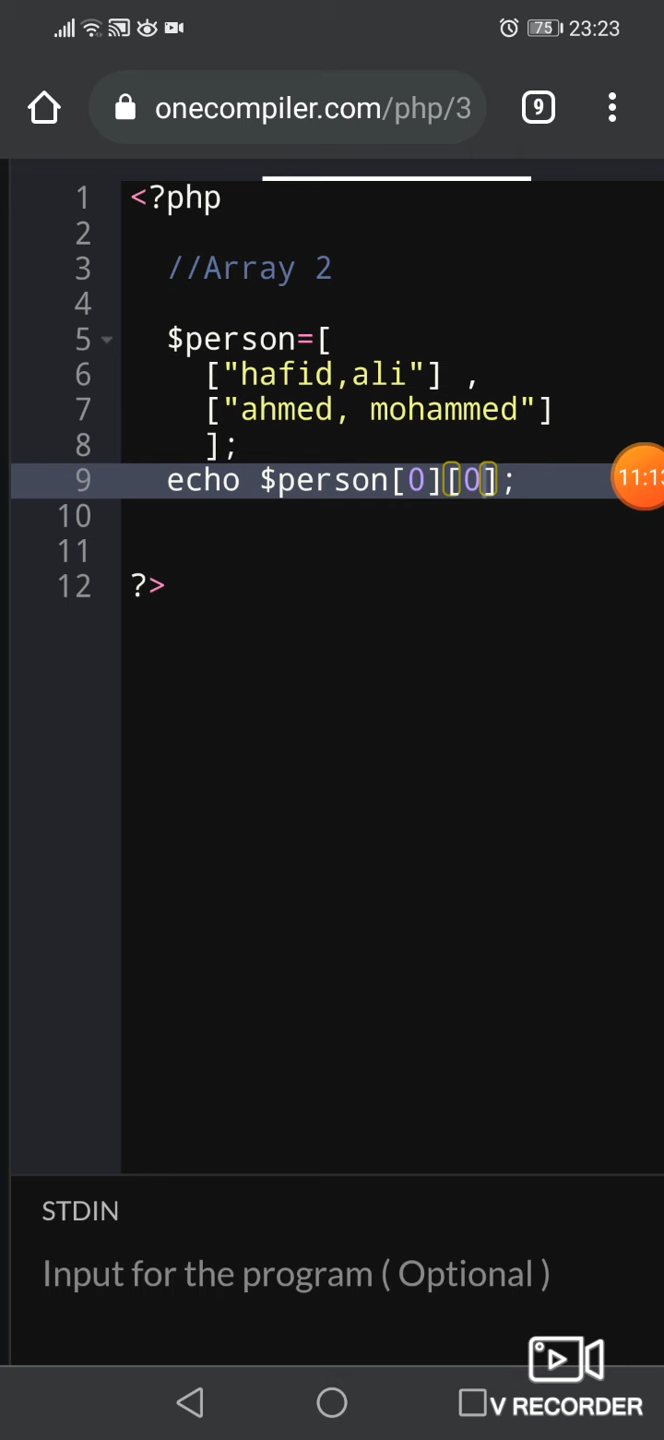 75 23:23
onecompiler.com/php/3 9
1 <?php
2
3 //Array 2
4
5 $person=[
6 ["hafid,ali"] ,
7 ["ahmed, mohammed"]
8 ];
9 echo $person[0][0]; 11:13
10
11
12 ?>
STDIN
Input for the program ( Optional )
V RECORDER